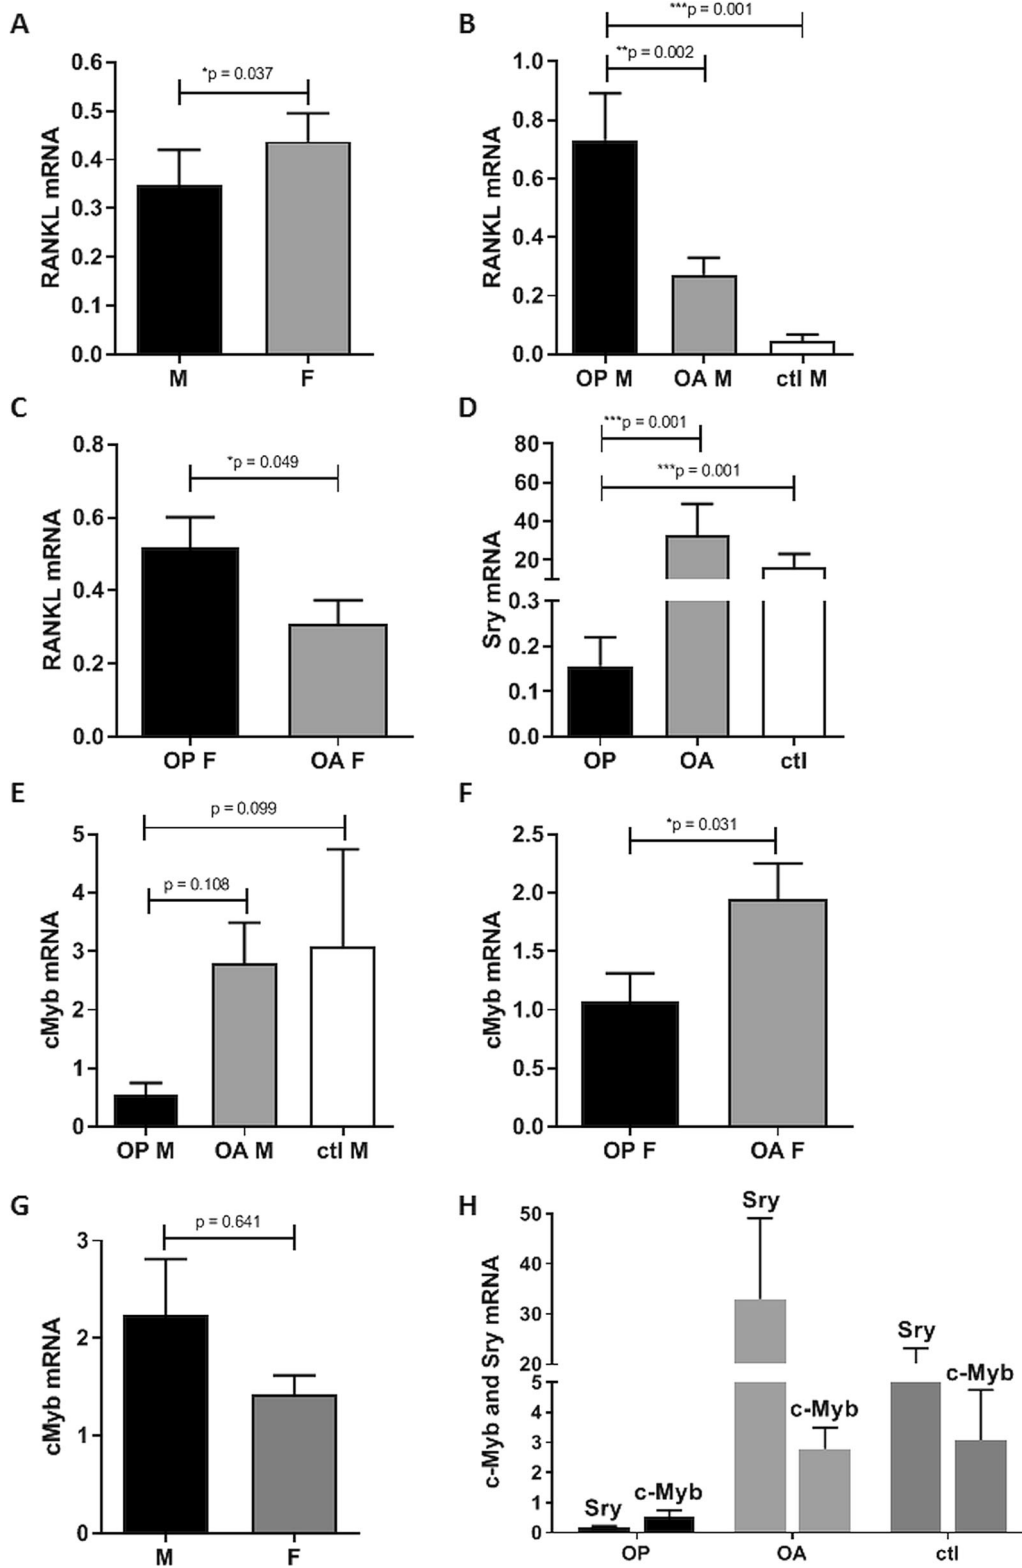 A
*p = 0.037
RANKL mRNA
0.6
0.5
0.4
0.3
0.2
0.1
0.0
M F
B
***p = 0.001
**p = 0.002
RANKL mRNA
1.0
0.8
0.6
0.4
0.2
0.0
OP M OA M ctl M
C
*p = 0.049
RANKL mRNA
0.8
0.6
0.4
0.2
0.0
OP F OA F
D
***p = 0.001
***p = 0.001
Sry mRNA
80
60
40
20
0.3
0.2
0.1
0.0
OP OA ctl
E
p = 0.099
p = 0.108
cMyb mRNA
5
4
3
2
1
0
OP M OA M ctl M
F
*p = 0.031
cMyb mRNA
2.5
2.0
1.5
1.0
0.5
0.0
OP F OA F
G
p = 0.641
cMyb mRNA
3
2
1
0
M F
H
c-Myb and Sry mRNA
50
40
30
20
5
4
3
2
1
0
Sry
c-Myb
Sry
c-Myb
Sry
c-Myb
OP OA ctl